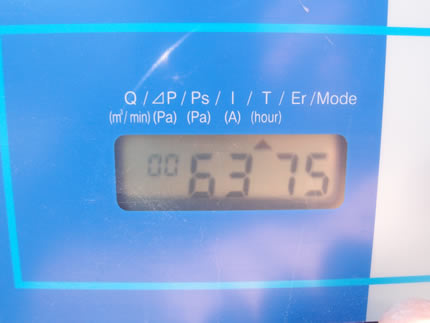 Q / ⊿P / Ps / I / T / Er /Mode
(m³/min) (Pa) (Pa) (A) (hour)
00 6375